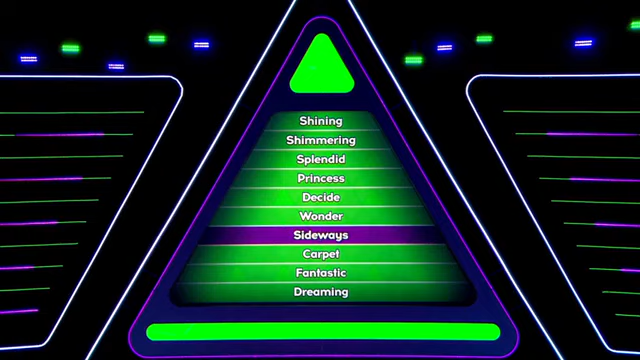 Shining
Shimmering
Splendid
Princess
Decide
Wonder
Sideways
Carpet
Fantastic
Dreaming